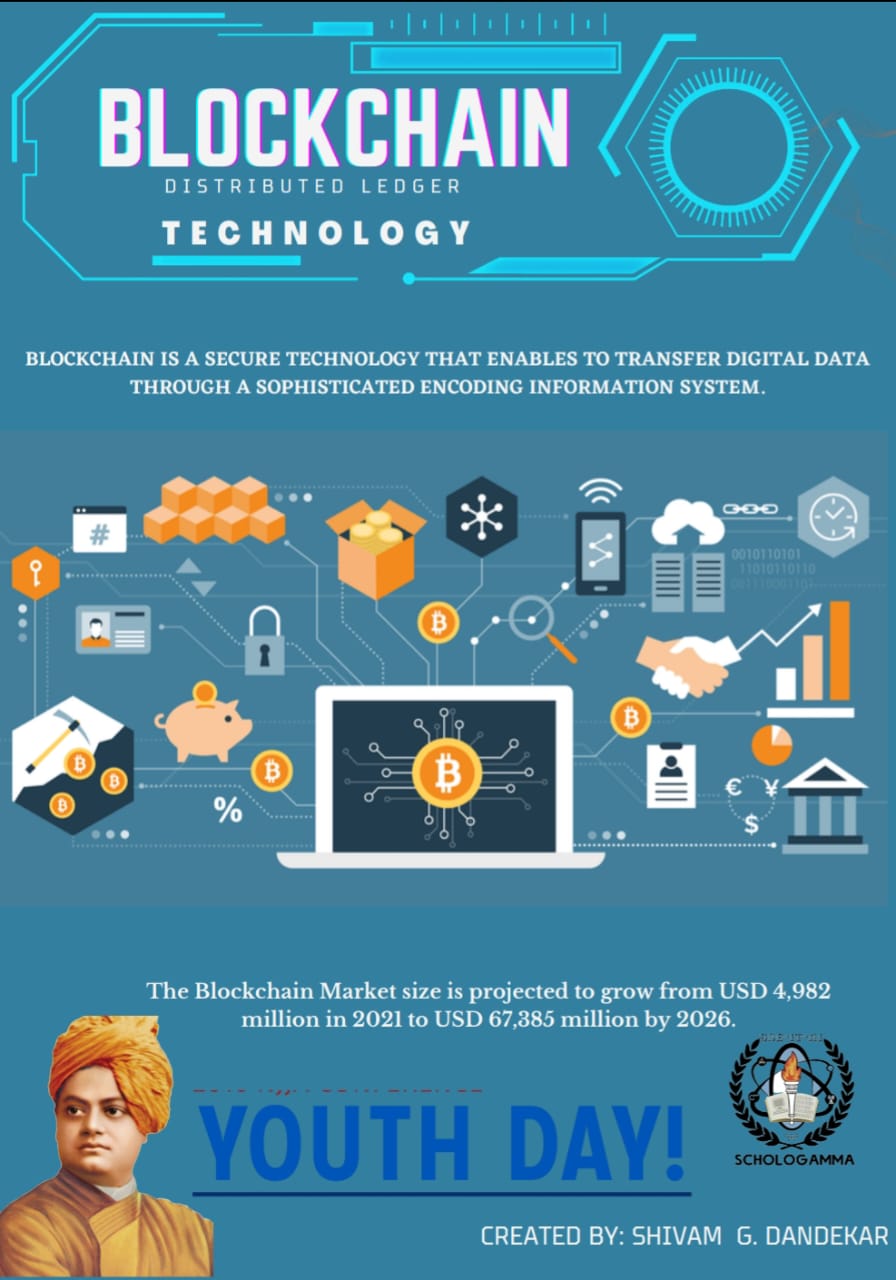 BLOCKCHAIN
DISTRIBUTED LEDGER
TECHNOLOGY
BLOCKCHAIN IS A SECURE TECHNOLOGY THAT ENABLES TO TRANSFER DIGITAL DATA
THROUGH A SOPHISTICATED ENCODING INFORMATION SYSTEM.
#
0010110101
11010110110
%
€ ¥
$
The Blockchain Market size is projected to grow from USD 4,982
million in 2021 to USD 67,385 million by 2026.
YOUTH DAY!
SCHOLOGAMMA
CREATED BY: SHIVAM G. DANDEKAR